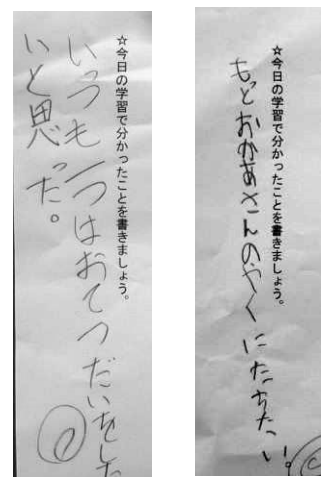 ☆今日の学習で分かったことを書きましょう。
いつも一つはおてつだいをした
いと思った。
☆今日の学習で分かったことを書きましょう。
もっとおかあさんのやくにたちたい。